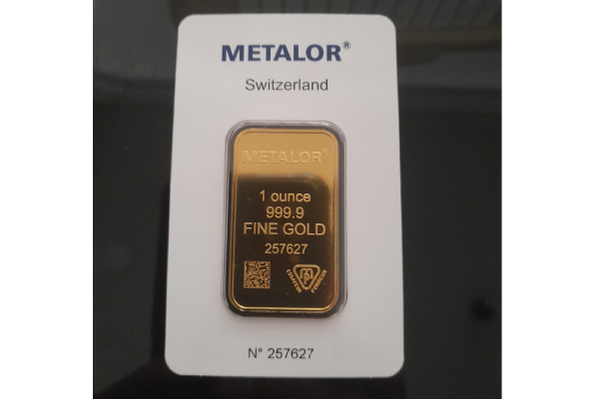 METALOR®
Switzerland
METALOR®
1 ounce
999.9
FINE GOLD
257627
N° 257627